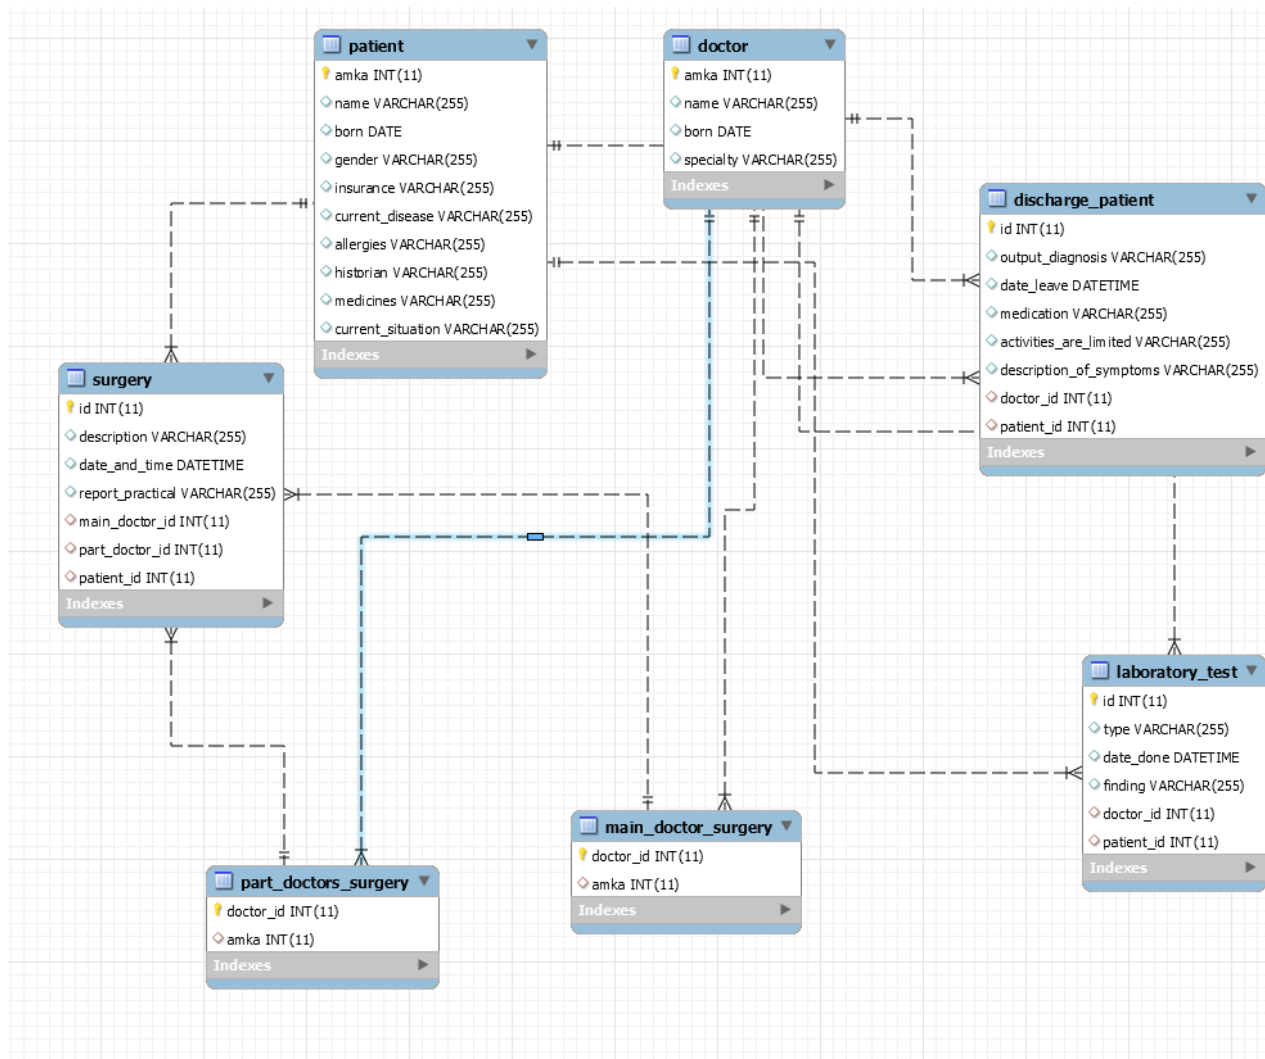 patient
amka INT(11)
name VARCHAR(255)
born DATE
gender VARCHAR(255)
insurance VARCHAR(255)
current_disease VARCHAR(255)
allergies VARCHAR(255)
historian VARCHAR(255)
medicines VARCHAR(255)
current_situation VARCHAR(255)
Indexes
doctor
amka INT(11)
name VARCHAR(255)
born DATE
specialty VARCHAR(255)
Indexes
discharge_patient
id INT(11)
output_diagnosis VARCHAR(255)
date_leave DATETIME
medication VARCHAR(255)
activities_are_limited VARCHAR(255)
description_of_symptoms VARCHAR(255)
doctor_id INT(11)
patient_id INT(11)
Indexes
surgery
id INT(11)
description VARCHAR(255)
date_and_time DATETIME
report_practical VARCHAR(255)
main_doctor_id INT(11)
part_doctor_id INT(11)
patient_id INT(11)
Indexes
laboratory_test
id INT(11)
type VARCHAR(255)
date_done DATETIME
finding VARCHAR(255)
doctor_id INT(11)
patient_id INT(11)
Indexes
main_doctor_surgery
doctor_id INT(11)
amka INT(11)
Indexes
part_doctors_surgery
doctor_id INT(11)
amka INT(11)
Indexes